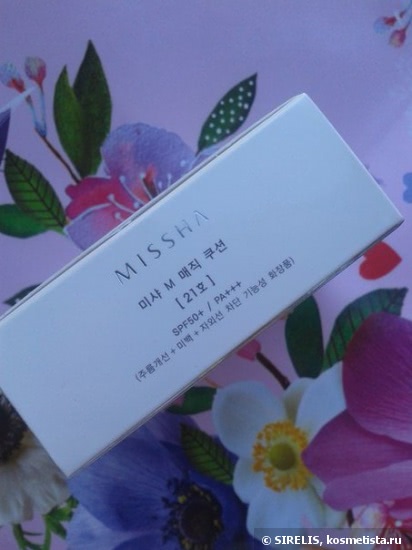 MISSHA
미샤 M 매직 쿠션
[ 21호 ]
SPF50+ / PA+++
(주름개선 + 미백 + 자외선 차단 기능성 화장품)
© SIRELIS, kosmetista.ru